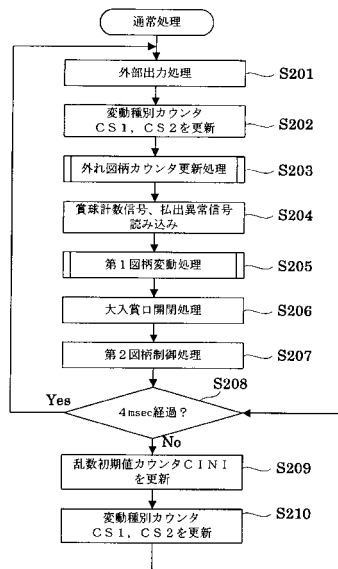 通常処理
外部出力処理
S201
変動種別カウンタ
CS1，CS2を更新
S202
外れ図柄カウンタ更新処理
S203
賞球計数信号、払出異常信号
読み込み
S204
第1図柄変動処理
S205
大入賞口開閉処理
S206
第2図柄制御処理
S207
S208
Yes
4msec経過？
No
乱数初期値カウンタCINI
を更新
S209
変動種別カウンタ
CS1，CS2を更新
S210